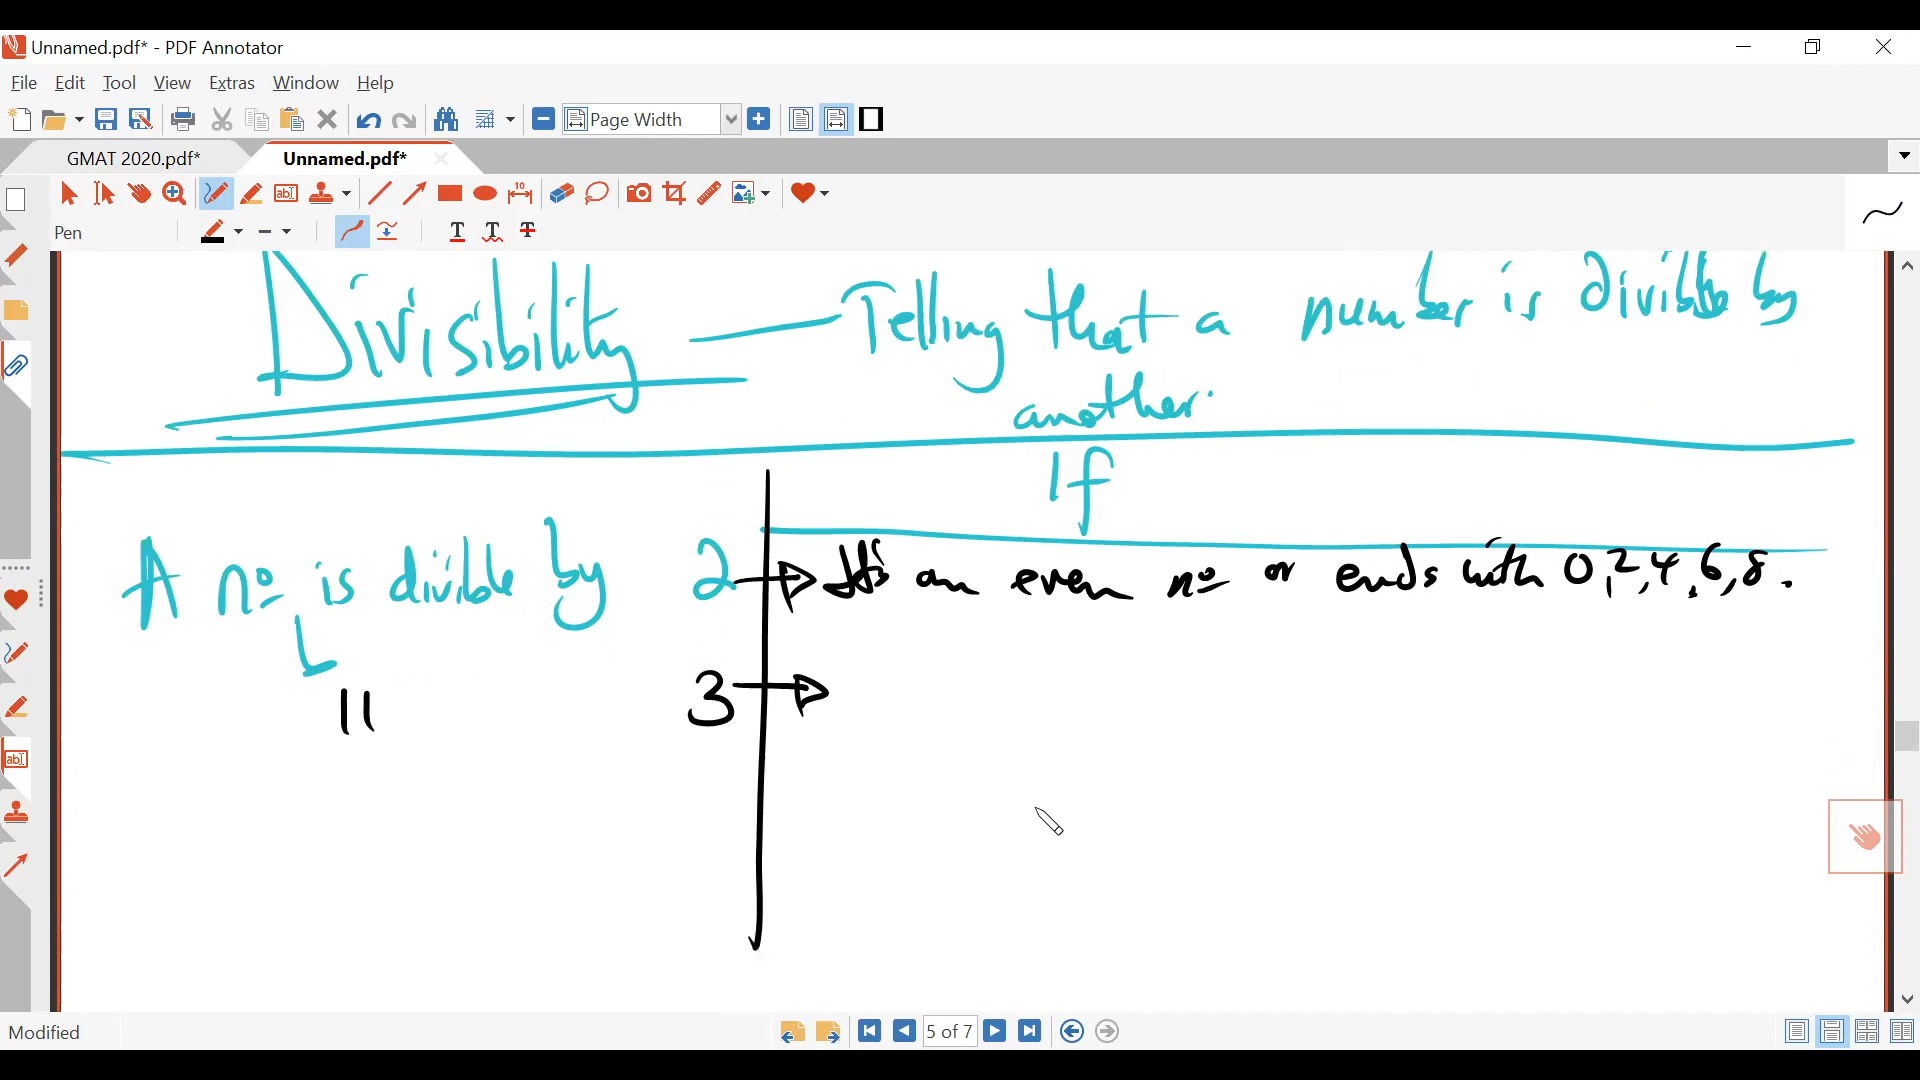 Unnamed.pdf* - PDF Annotator
File Edit Tool View Extras Window Help
Page Width
GMAT 2020.pdf* Unnamed.pdf*
Pen
Divisibility — Telling that a number is divible by
another.
If
A nº is divible by 2 → It's an even nº or ends with 0,2,4,6,8.
11 3 →
Modified
5 of 7